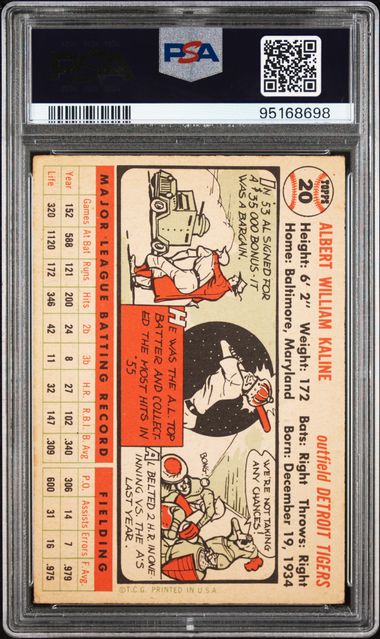 PSA
PSA
95168698
TOPPS
20
ALBERT WILLIAM KALINE outfield DETROIT TIGERS
Height: 6' 2" Weight: 172 Bats: Right Throws: Right
Home: Baltimore, Maryland Born: December 19, 1934
IN '53 AL SIGNED FOR
A $35,000 BONUS-IT
WAS A BARGAIN.
HE WAS THE A.L. TOP
BATTER AND COLLECT-
ED THE MOST HITS IN
'55
WE'RE NOT TAKING
ANY CHANCES!
BONG!
AL BELTED 2 H.R. IN ONE
INNING VS. THE A'S
LAST YEAR.
MAJOR LEAGUE BATTING RECORD FIELDING
Games At Bat Runs Hits 2b 3b H.R. R.B.I. B. Avg P.O. Assists Errors F. Avg
Year 152 588 121 200 24 8 27 102 .340 306 14 7 .979
Life 320 1120 172 346 42 11 32 147 .309 600 31 16 .975
©T.C.G. PRINTED IN U.S.A.